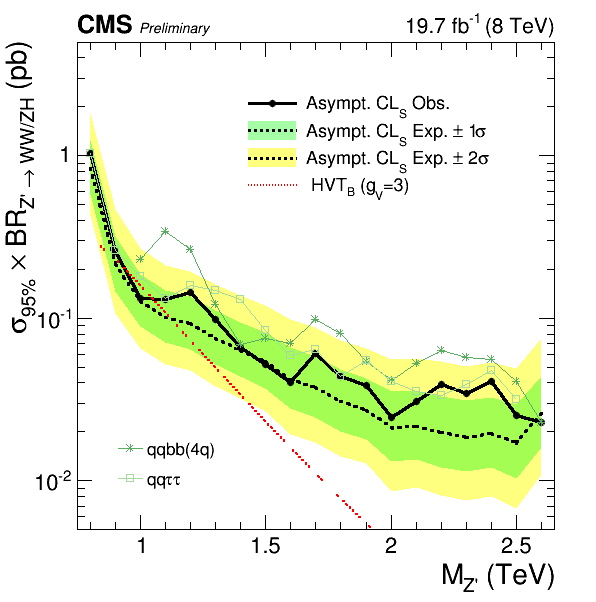 CMS Preliminary 19.7 fb⁻¹ (8 TeV)
σ95% × BRZ' → WW/ZH (pb)
Asympt. CLS Obs.
Asympt. CLS Exp. ± 1σ
Asympt. CLS Exp. ± 2σ
HVTB (gV=3)
1
10⁻¹
10⁻²
qqbb(4q)
qqττ
1 1.5 2 2.5
MZ' (TeV)